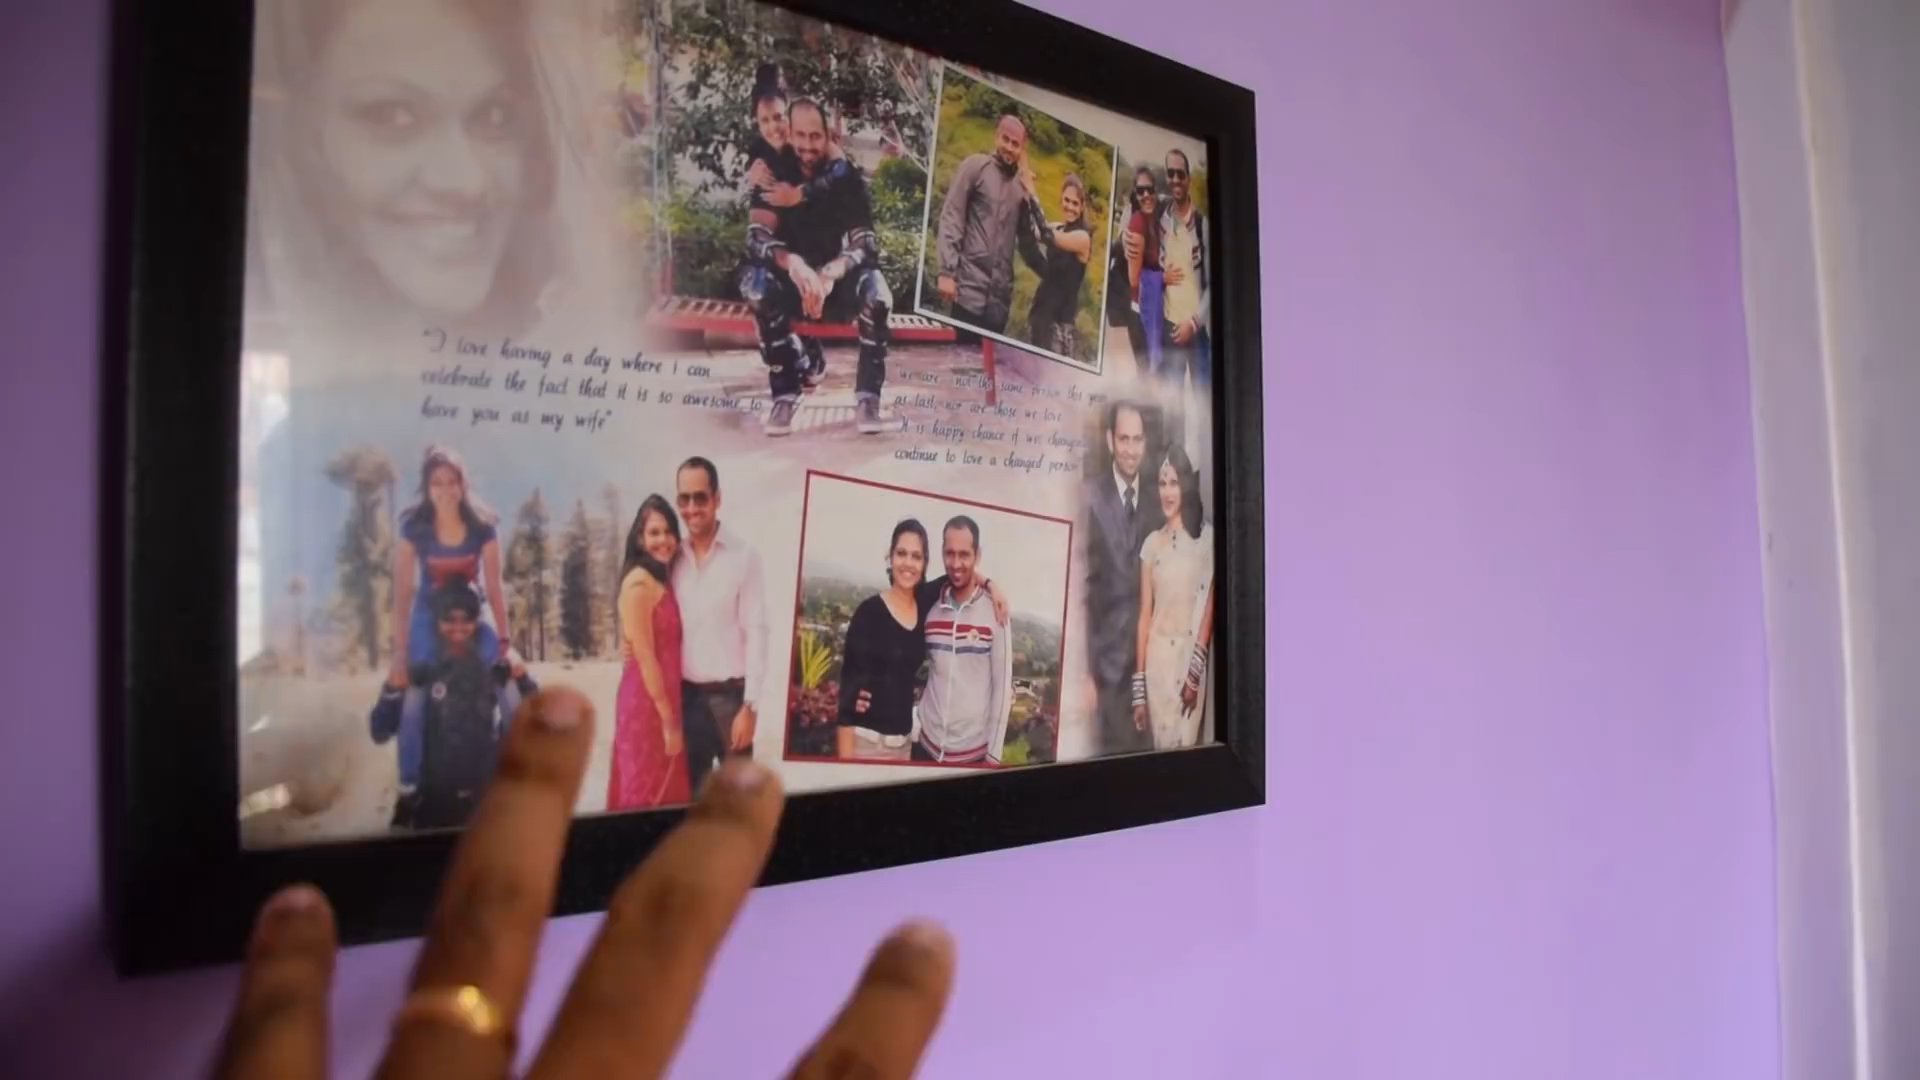 "I love having a day where i can
celebrate the fact that it is so awesome to
have you as my wife"
"we are not the same person this year
as last, nor are those we love
It is happy chance if we change
continue to love a changed person"